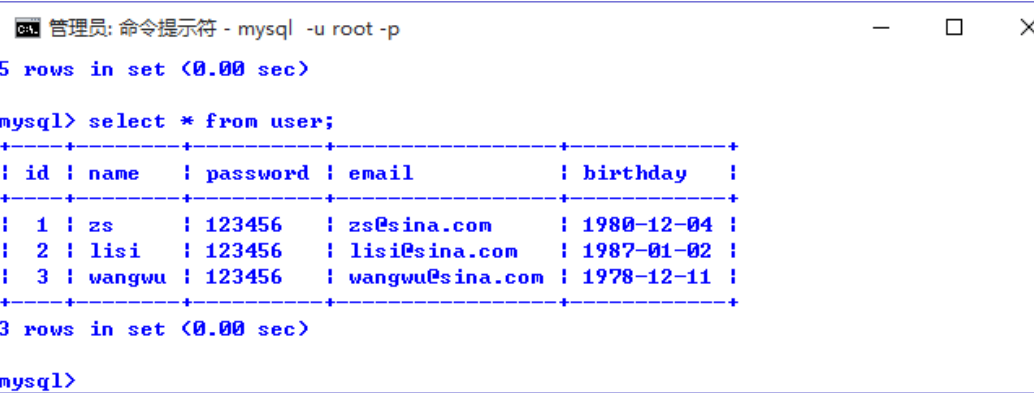 管理员: 命令提示符 - mysql  -u root -p
5 rows in set (0.00 sec)
mysql> select * from user;
+----+--------+----------+-----------------+------------+
| id | name   | password | email           | birthday   |
+----+--------+----------+-----------------+------------+
|  1 | zs     | 123456   | zs@sina.com     | 1980-12-04 |
|  2 | lisi   | 123456   | lisi@sina.com   | 1987-01-02 |
|  3 | wangwu | 123456   | wangwu@sina.com | 1978-12-11 |
+----+--------+----------+-----------------+------------+
3 rows in set (0.00 sec)
mysql>